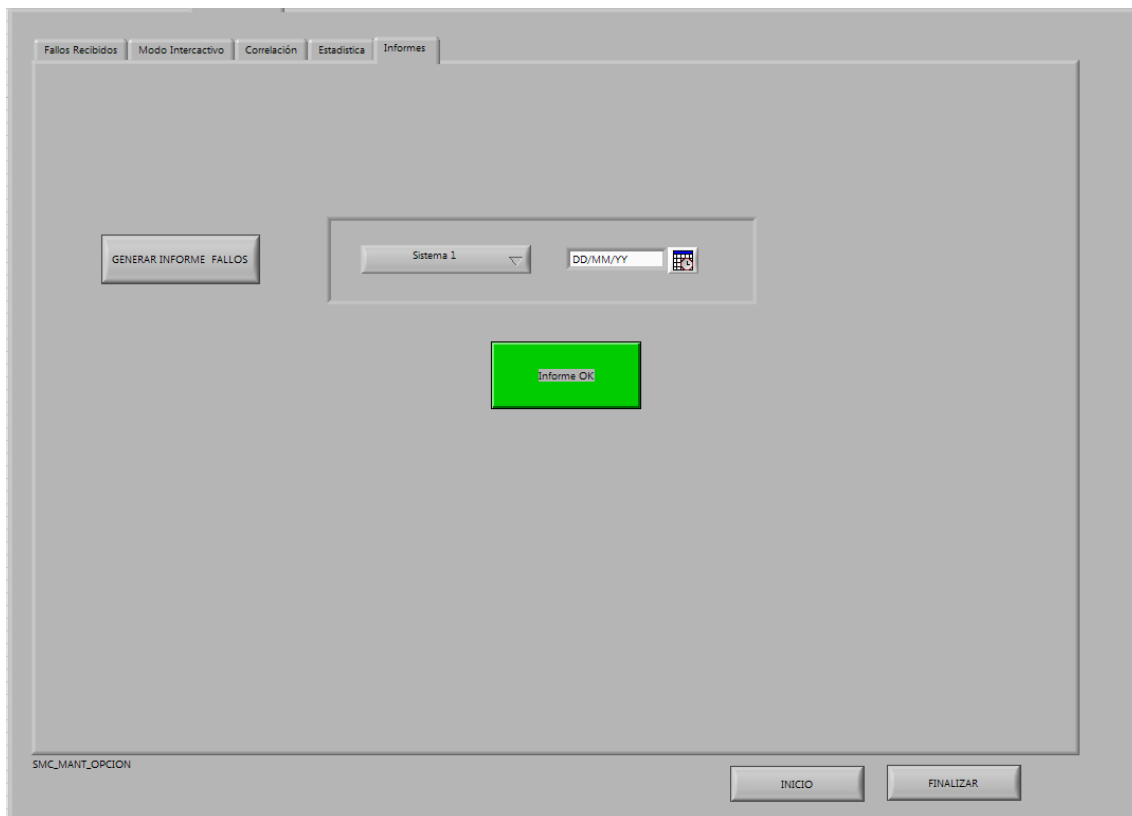 Fallos Recibidos
Modo Intercactivo
Correlación
Estadistica
Informes
GENERAR INFORME FALLOS
Sistema 1
DD/MM/YY
Informe OK
SMC_MANT_OPCION
INICIO
FINALIZAR